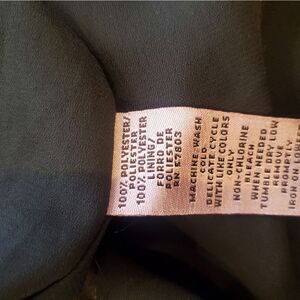 100% POLYESTER/
POLIESTER
100% POLYESTER
LINING/
FORRO DE
POLIESTER
RN 57803
MACHINE WASH
COLD
DELICATE CYCLE
WITH LIKE COLORS
ONLY
NON-CHLORINE
BLEACH
WHEN NEEDED
TUMBLE DRY LOW
REMOVE
PROMPTLY
IRON ON